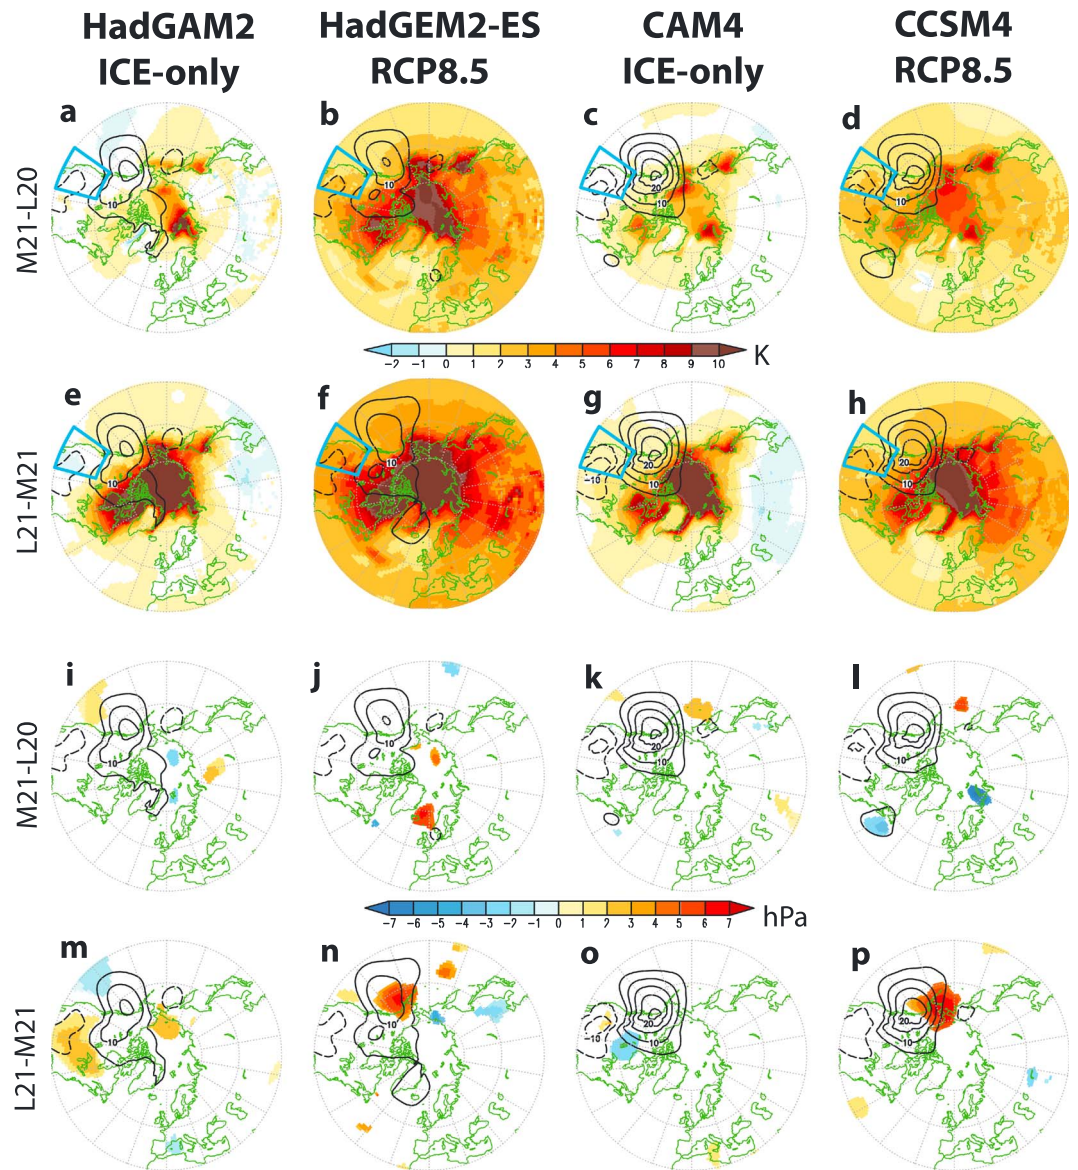 HadGAM2 HadGEM2-ES CAM4 CCSM4
ICE-only RCP8.5 ICE-only RCP8.5
a b c d
M21-L20
10 10 20 10 10
-2 -1 0 1 2 3 4 5 6 7 8 9 10 K
e f g h
L21-M21
10 10 20 10 -10 20 10
i j k l
M21-L20
10 10 20 10 10
-7 -6 -5 -4 -3 -2 -1 0 1 2 3 4 5 6 7 hPa
m n o p
L21-M21
10 10 20 10 -10 20 10